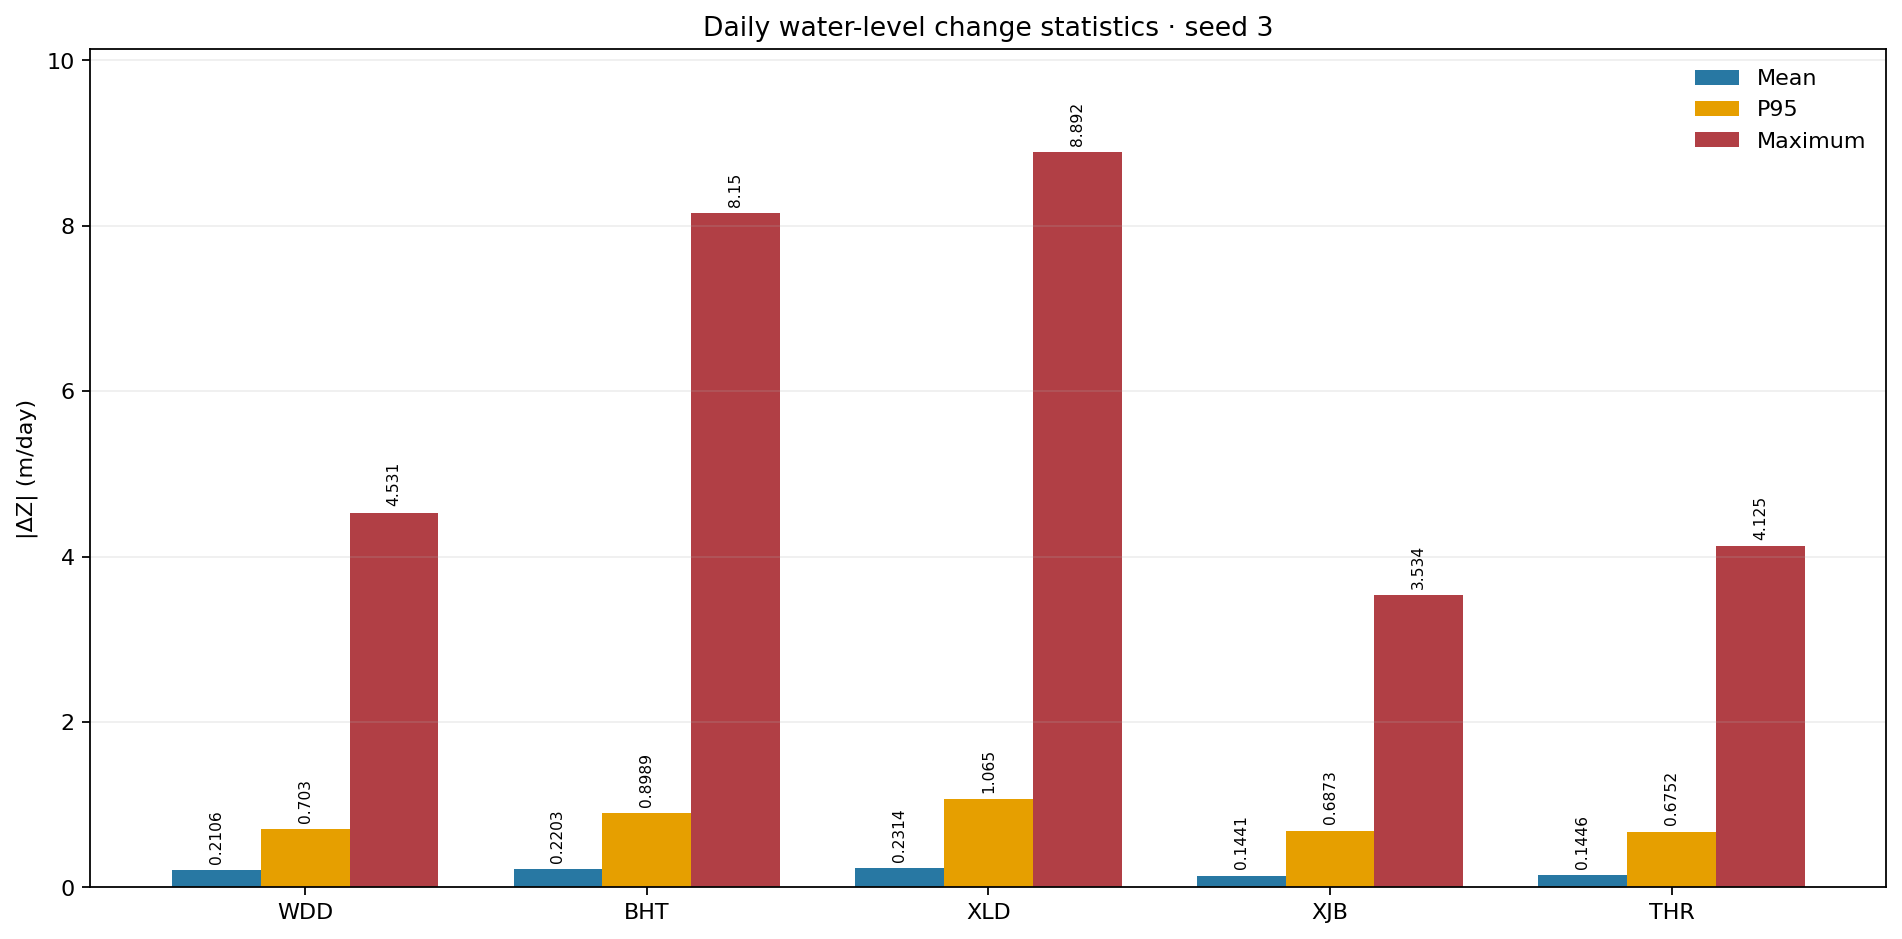 Daily water-level change statistics · seed 3
|ΔZ| (m/day)
10
8
6
4
2
0
Mean
P95
Maximum
0.2106
0.703
4.531
0.2203
0.8989
8.15
0.2314
1.065
8.892
0.1441
0.6873
3.534
0.1446
0.6752
4.125
WDD
BHT
XLD
XJB
THR